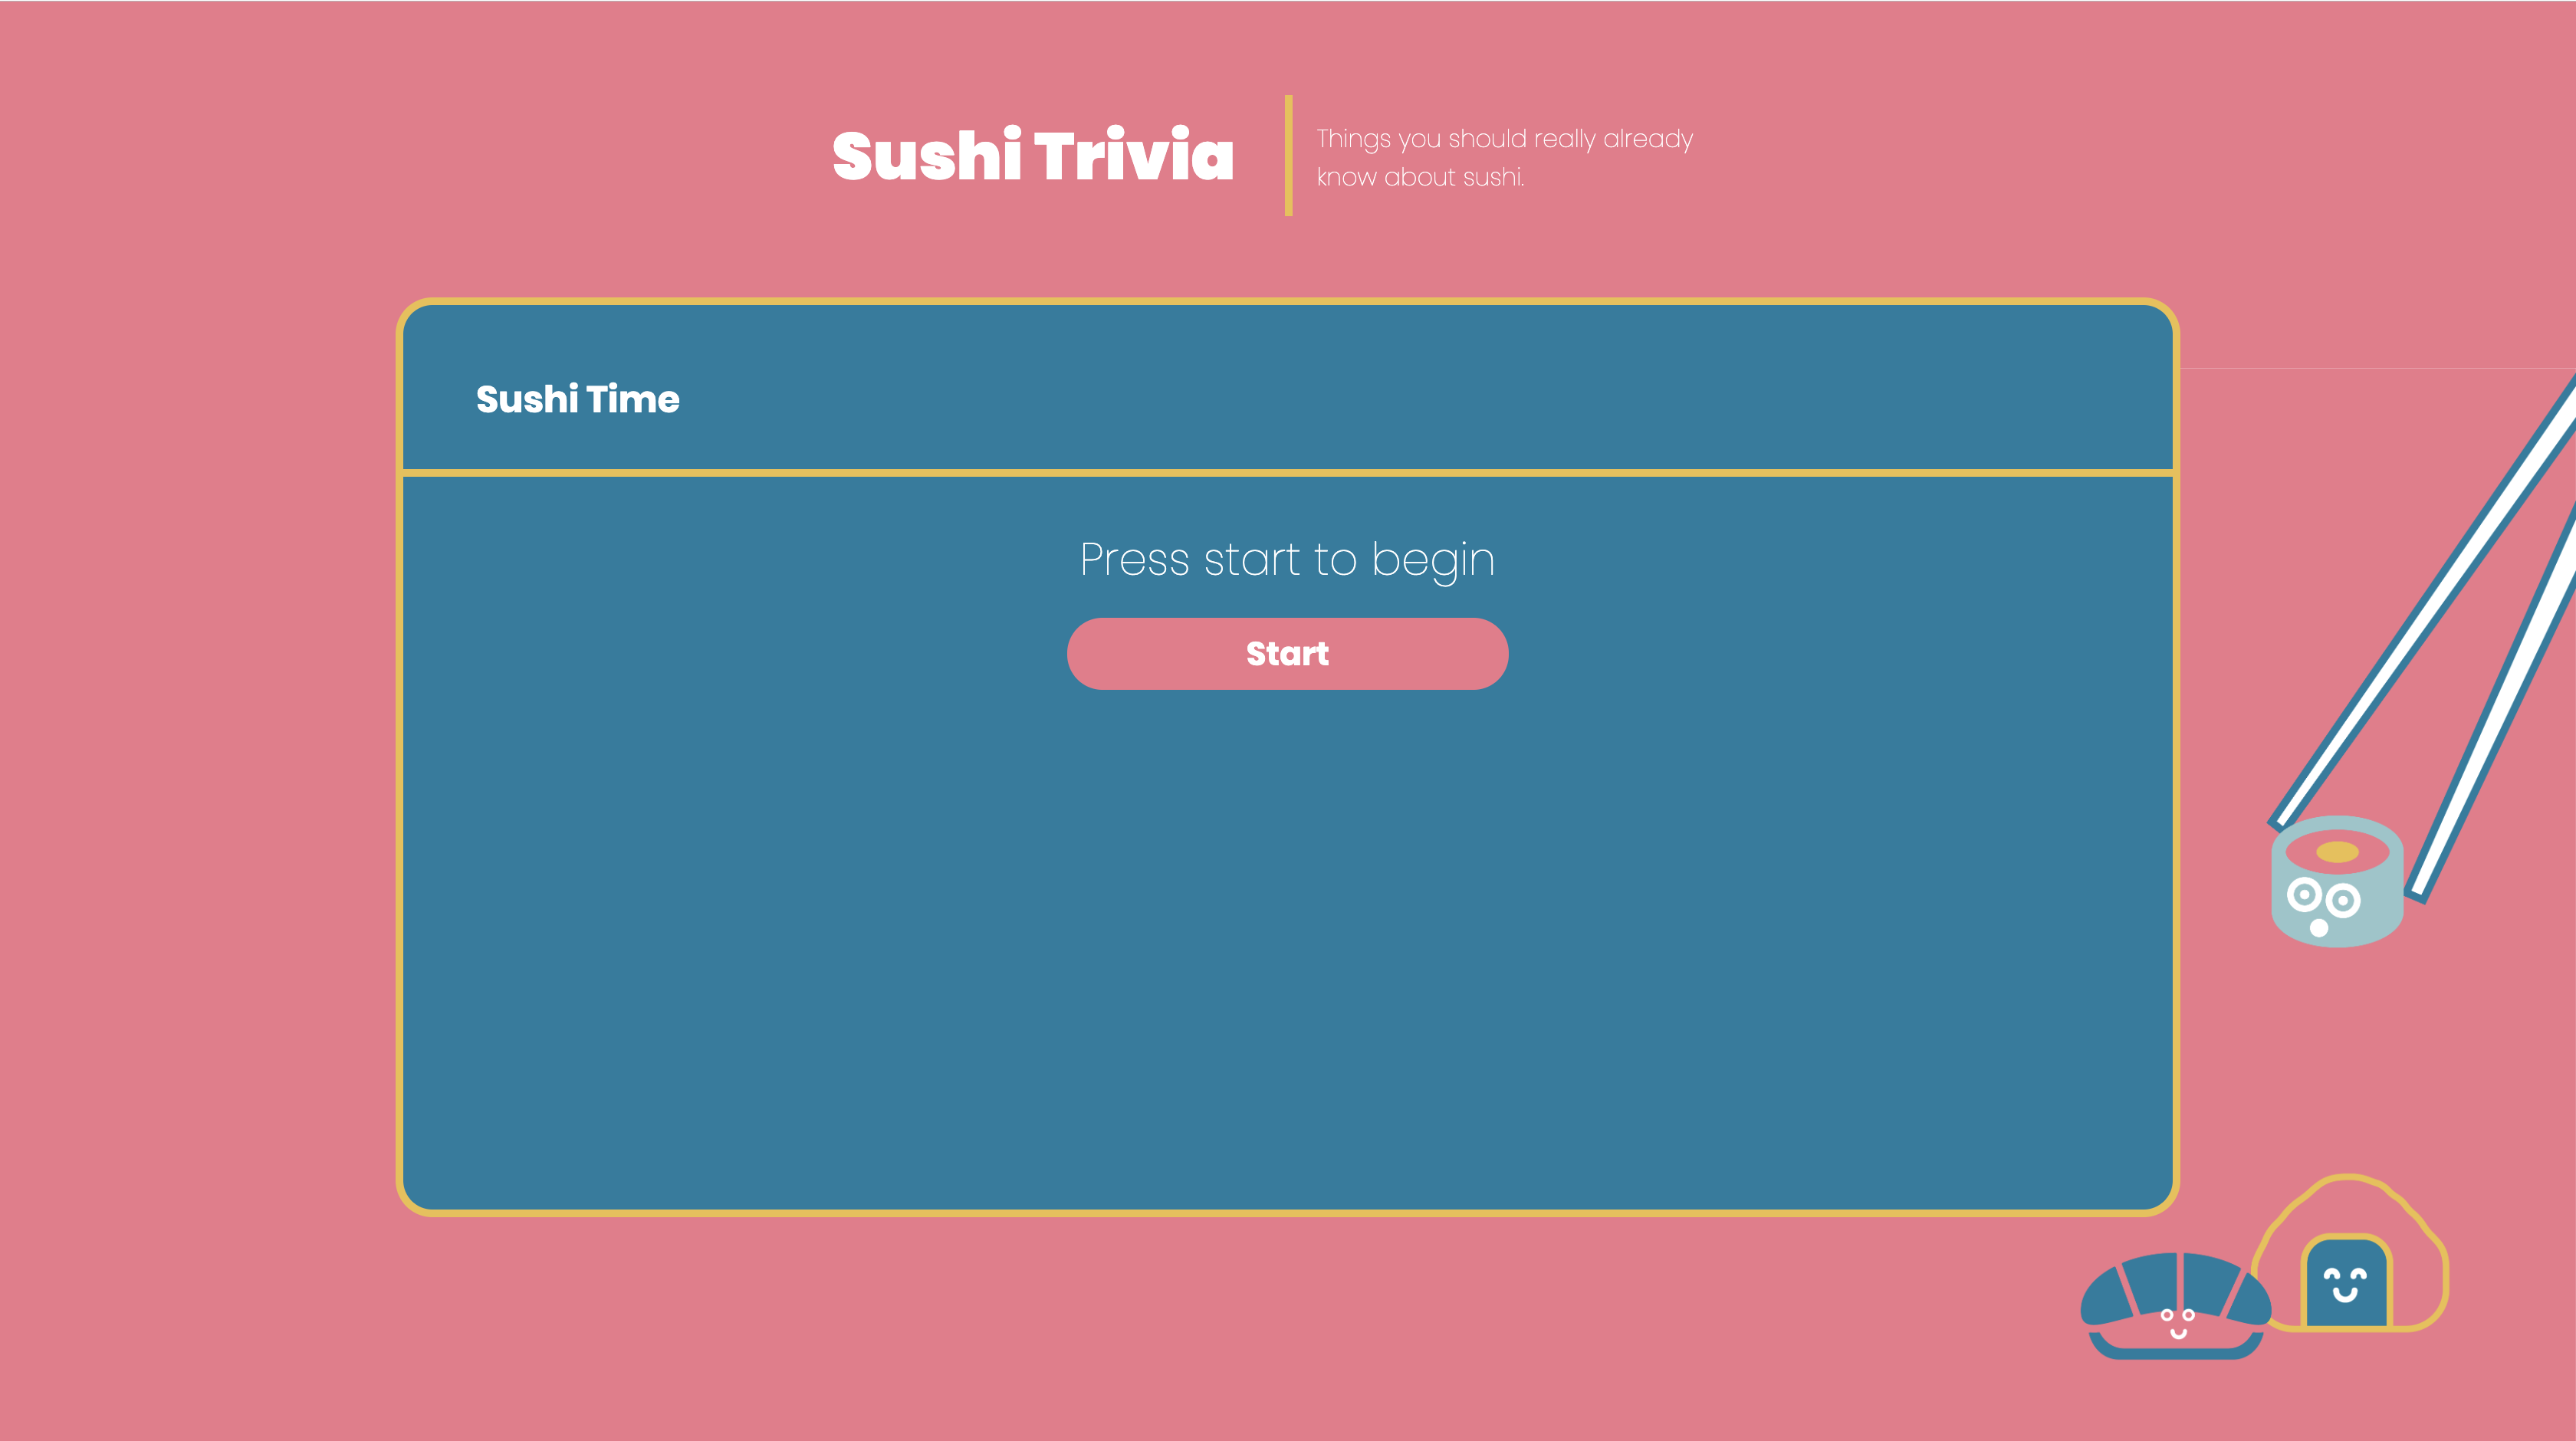 Sushi Trivia
Things you should really already
know about sushi.
Sushi Time
Press start to begin
Start